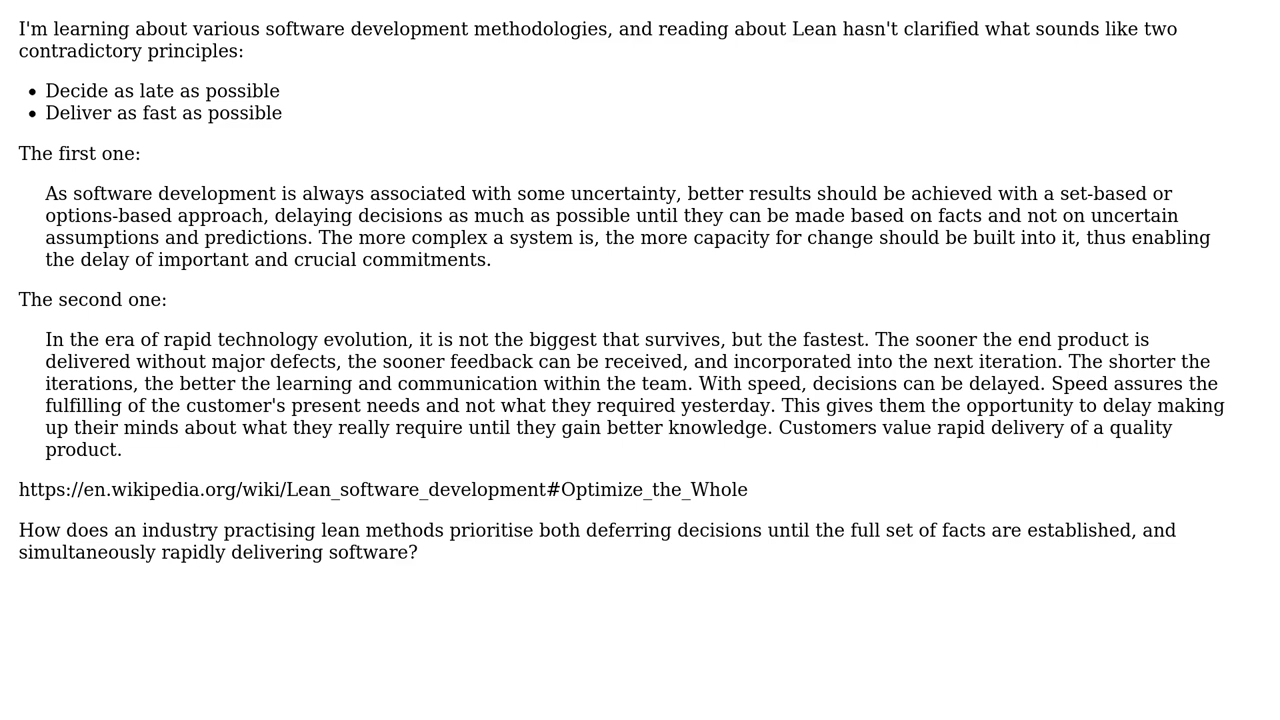 I'm learning about various software development methodologies, and reading about Lean hasn't clarified what sounds like two
contradictory principles:
• Decide as late as possible
• Deliver as fast as possible
The first one:
As software development is always associated with some uncertainty, better results should be achieved with a set-based or
options-based approach, delaying decisions as much as possible until they can be made based on facts and not on uncertain
assumptions and predictions. The more complex a system is, the more capacity for change should be built into it, thus enabling
the delay of important and crucial commitments.
The second one:
In the era of rapid technology evolution, it is not the biggest that survives, but the fastest. The sooner the end product is
delivered without major defects, the sooner feedback can be received, and incorporated into the next iteration. The shorter the
iterations, the better the learning and communication within the team. With speed, decisions can be delayed. Speed assures the
fulfilling of the customer's present needs and not what they required yesterday. This gives them the opportunity to delay making
up their minds about what they really require until they gain better knowledge. Customers value rapid delivery of a quality
product.
https://en.wikipedia.org/wiki/Lean_software_development#Optimize_the_Whole
How does an industry practising lean methods prioritise both deferring decisions until the full set of facts are established, and
simultaneously rapidly delivering software?